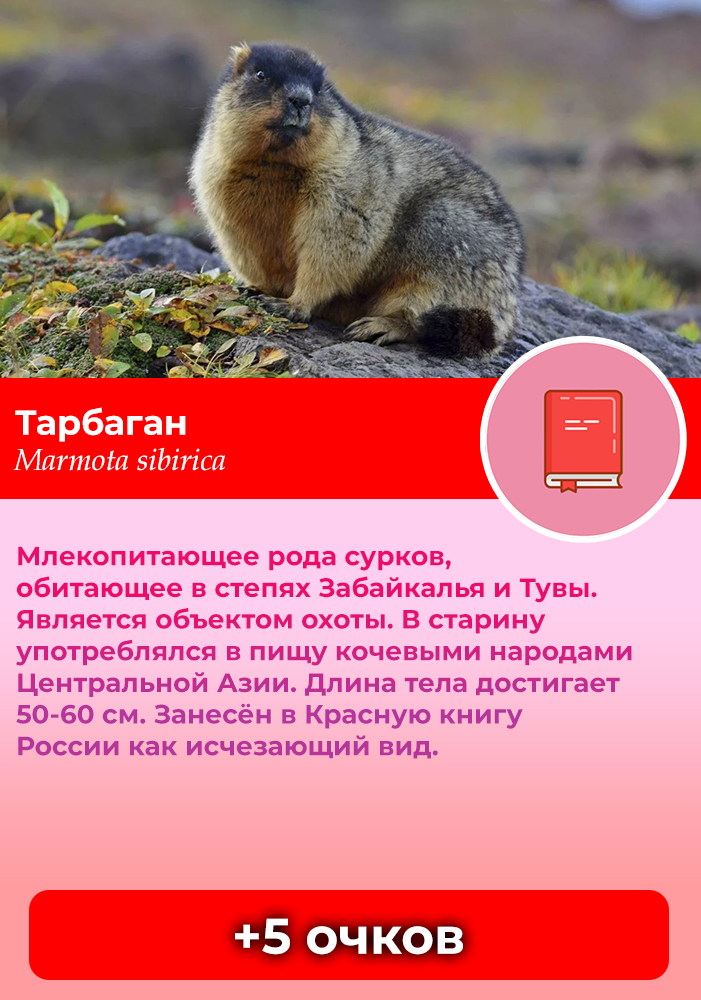 Тарбаган
Marmota sibirica
Млекопитающее рода сурков,
обитающее в степях Забайкалья и Тувы.
Является объектом охоты. В старину
употреблялся в пищу кочевыми народами
Центральной Азии. Длина тела достигает
50-60 см. Занесён в Красную книгу
России как исчезающий вид.
+5 очков